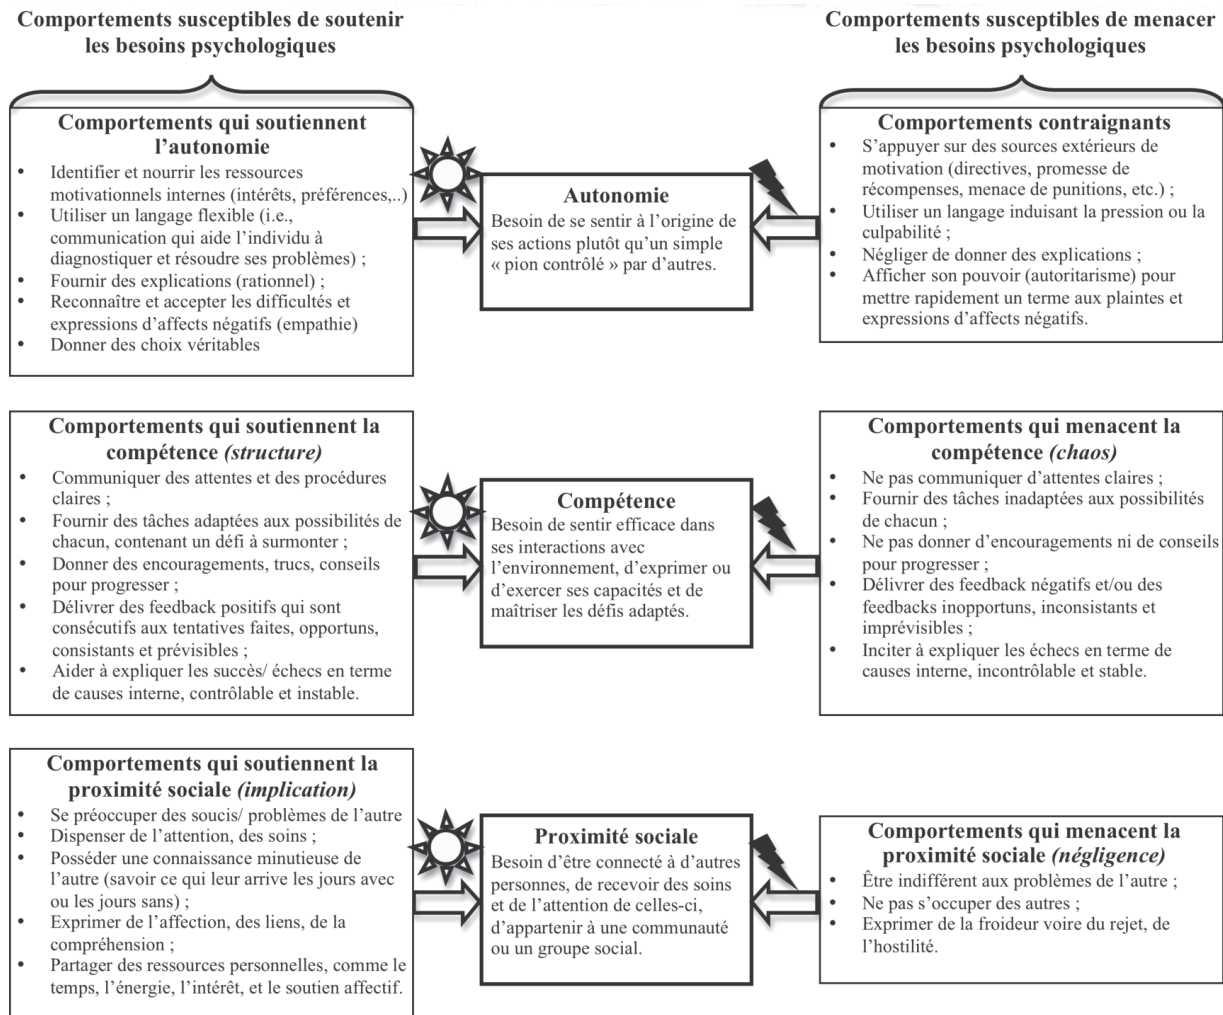 Comportements susceptibles de soutenir
les besoins psychologiques
Comportements susceptibles de menacer
les besoins psychologiques
Comportements qui soutiennent
l'autonomie
• Identifier et nourrir les ressources
motivationnels internes (intérêts, préférences,..)
• Utiliser un langage flexible (i.e.,
communication qui aide l'individu à
diagnostiquer et résoudre ses problèmes) ;
• Fournir des explications (rationnel) ;
• Reconnaître et accepter les difficultés et
expressions d'affects négatifs (empathie)
• Donner des choix véritables
Autonomie
Besoin de se sentir à l'origine de
ses actions plutôt qu'un simple
« pion contrôlé » par d'autres.
Comportements contraignants
• S'appuyer sur des sources extérieurs de
motivation (directives, promesse de
récompenses, menace de punitions, etc.) ;
• Utiliser un langage induisant la pression ou la
culpabilité ;
• Négliger de donner des explications ;
• Afficher son pouvoir (autoritarisme) pour
mettre rapidement un terme aux plaintes et
expressions d'affects négatifs.
Comportements qui soutiennent la
compétence (structure)
• Communiquer des attentes et des procédures
claires ;
• Fournir des tâches adaptées aux possibilités de
chacun, contenant un défi à surmonter ;
• Donner des encouragements, trucs, conseils
pour progresser ;
• Délivrer des feedback positifs qui sont
consécutifs aux tentatives faites, opportuns,
consistants et prévisibles ;
• Aider à expliquer les succès/ échecs en terme
de causes interne, contrôlable et instable.
Compétence
Besoin de sentir efficace dans
ses interactions avec
l'environnement, d'exprimer ou
d'exercer ses capacités et de
maîtriser les défis adaptés.
Comportements qui menacent la
compétence (chaos)
• Ne pas communiquer d'attentes claires ;
• Fournir des tâches inadaptées aux possibilités
de chacun ;
• Ne pas donner d'encouragements ni de conseils
pour progresser ;
• Délivrer des feedback négatifs et/ou des
feedbacks inopportuns, inconsistants et
imprévisibles ;
• Inciter à expliquer les échecs en terme de
causes interne, incontrôlable et stable.
Comportements qui soutiennent la
proximité sociale (implication)
• Se préoccuper des soucis/ problèmes de l'autre
• Dispenser de l'attention, des soins ;
• Posséder une connaissance minutieuse de
l'autre (savoir ce qui leur arrive les jours avec
ou les jours sans) ;
• Exprimer de l'affection, des liens, de la
compréhension ;
• Partager des ressources personnelles, comme le
temps, l'énergie, l'intérêt, et le soutien affectif.
Proximité sociale
Besoin d'être connecté à d'autres
personnes, de recevoir des soins
et de l'attention de celles-ci,
d'appartenir à une communauté
ou un groupe social.
Comportements qui menacent la
proximité sociale (négligence)
• Être indifférent aux problèmes de l'autre ;
• Ne pas s'occuper des autres ;
• Exprimer de la froideur voire du rejet, de
l'hostilité.